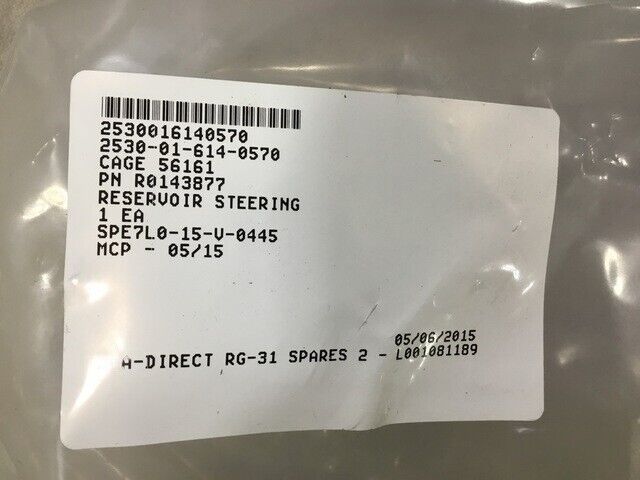 2530016140570
2530-01-614-0570
CAGE 56161
PN R0143877
RESERVOIR STEERING
1 EA
SPE7L0-15-V-0445
MCP - 05/15
05/06/2015
A-DIRECT RG-31 SPARES 2 - L001081189